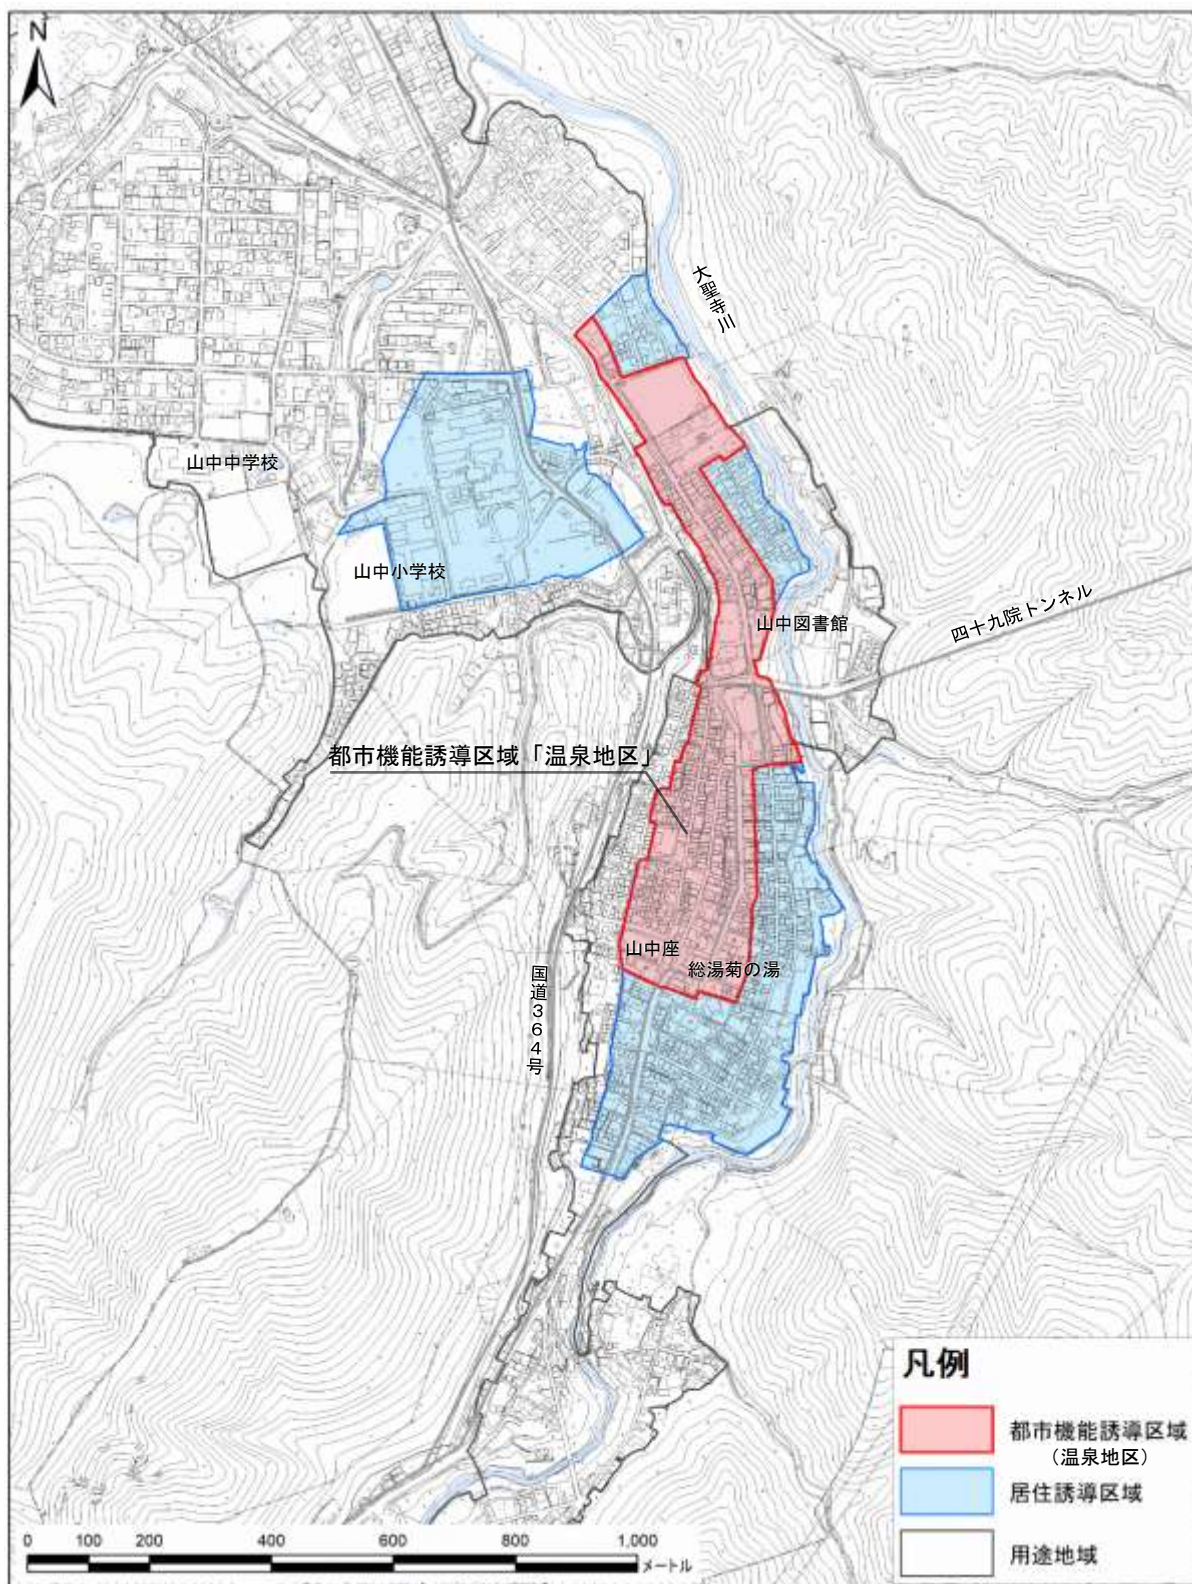 N
大聖寺川
山中中学校
山中小学校
山中図書館
四十九院トンネル
都市機能誘導区域「温泉地区」
山中座
総湯菊の湯
国道364号
凡例
都市機能誘導区域
（温泉地区）
居住誘導区域
用途地域
0 100 200 400 600 800 1,000
メートル